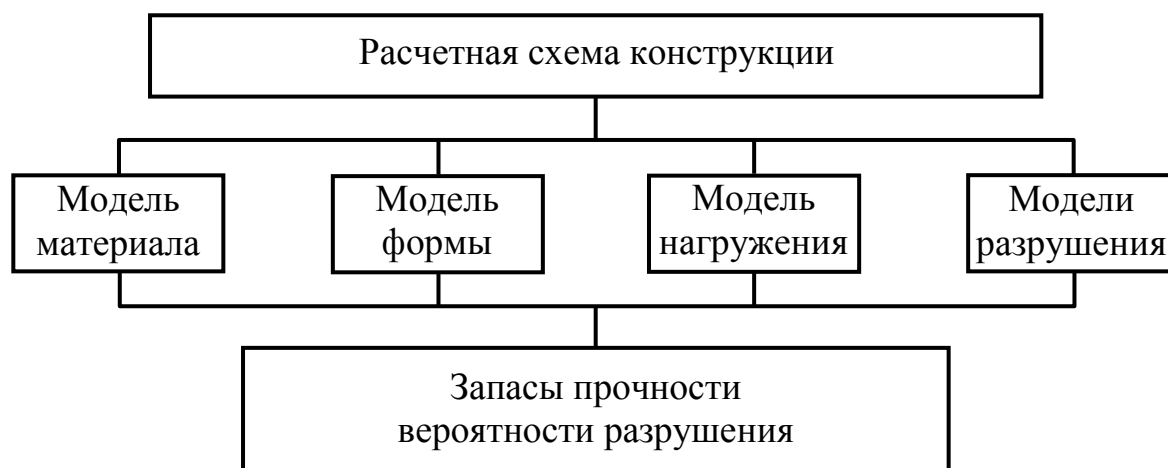 Расчетная схема конструкции
Модель
материала
Модель
формы
Модель
нагружения
Модели
разрушения
Запасы прочности
вероятности разрушения